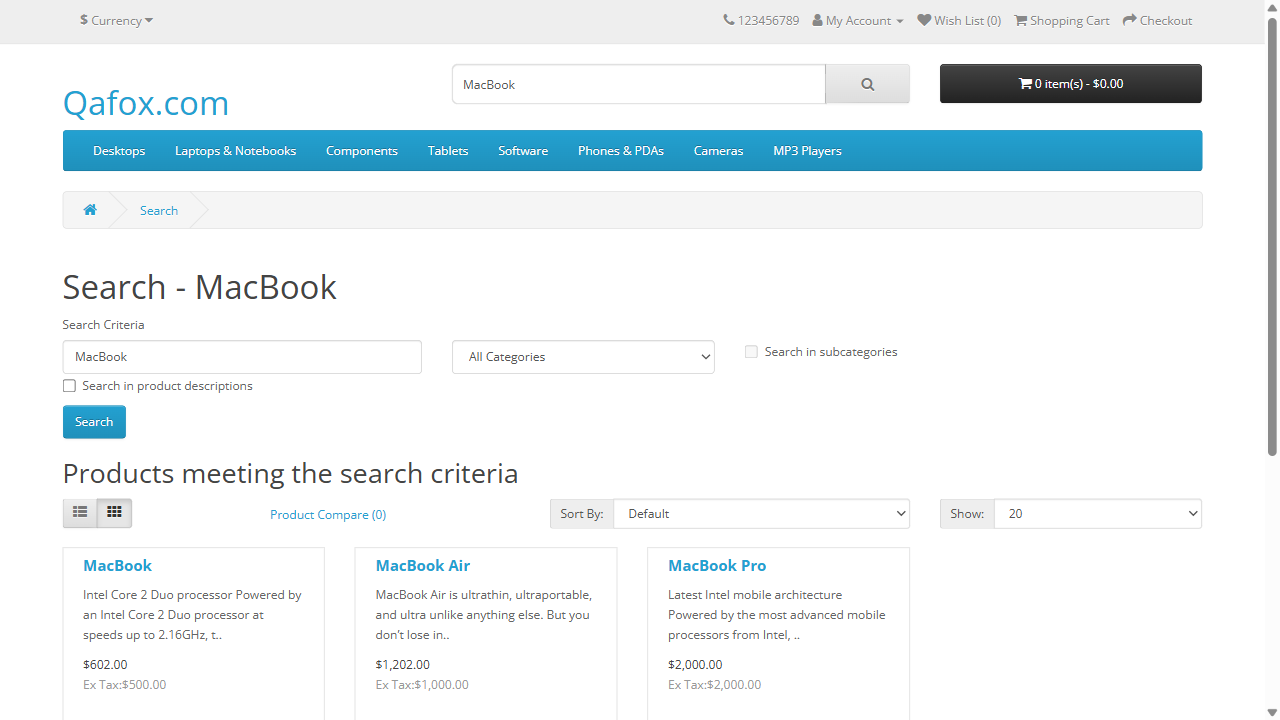 $ Currency
123456789
My Account
Wish List (0)
Shopping Cart
Checkout
Qafox.com
MacBook
0 item(s) - $0.00
Desktops
Laptops & Notebooks
Components
Tablets
Software
Phones & PDAs
Cameras
MP3 Players
Search
Search - MacBook
Search Criteria
MacBook
All Categories
Search in subcategories
Search in product descriptions
Search
Products meeting the search criteria
Product Compare (0)
Sort By:
Default
Show:
20
MacBook
Intel Core 2 Duo processor Powered by
an Intel Core 2 Duo processor at
speeds up to 2.16GHz, t..
$602.00
Ex Tax:$500.00
MacBook Air
MacBook Air is ultrathin, ultraportable,
and ultra unlike anything else. But you
don't lose in..
$1,202.00
Ex Tax:$1,000.00
MacBook Pro
Latest Intel mobile architecture
Powered by the most advanced mobile
processors from Intel, ..
$2,000.00
Ex Tax:$2,000.00